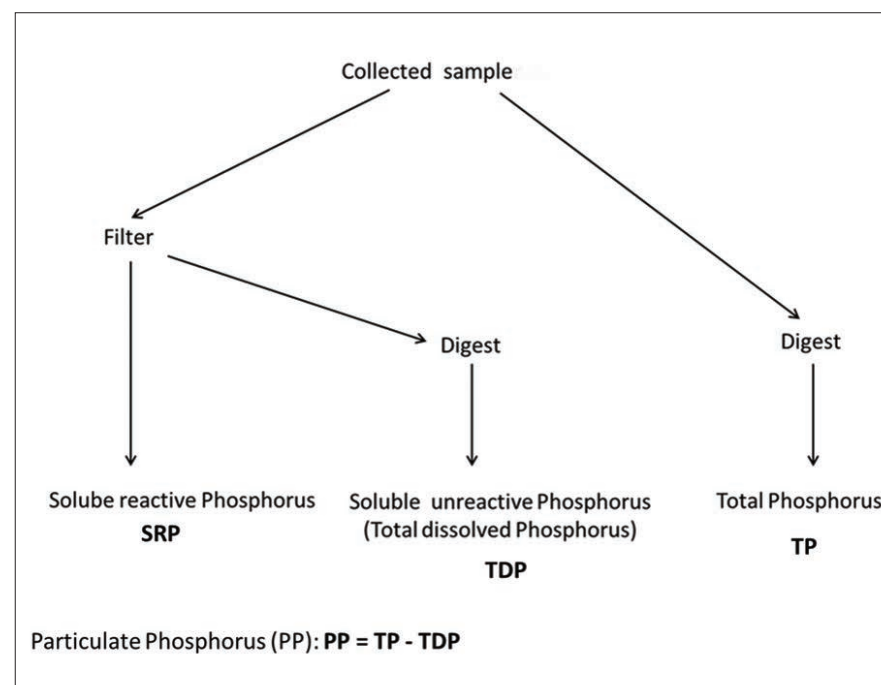 Collected sample
Filter
Digest
Digest
Solube reactive Phosphorus
SRP
Soluble unreactive Phosphorus
(Total dissolved Phosphorus)
TDP
Total Phosphorus
TP
Particulate Phosphorus (PP): PP = TP - TDP